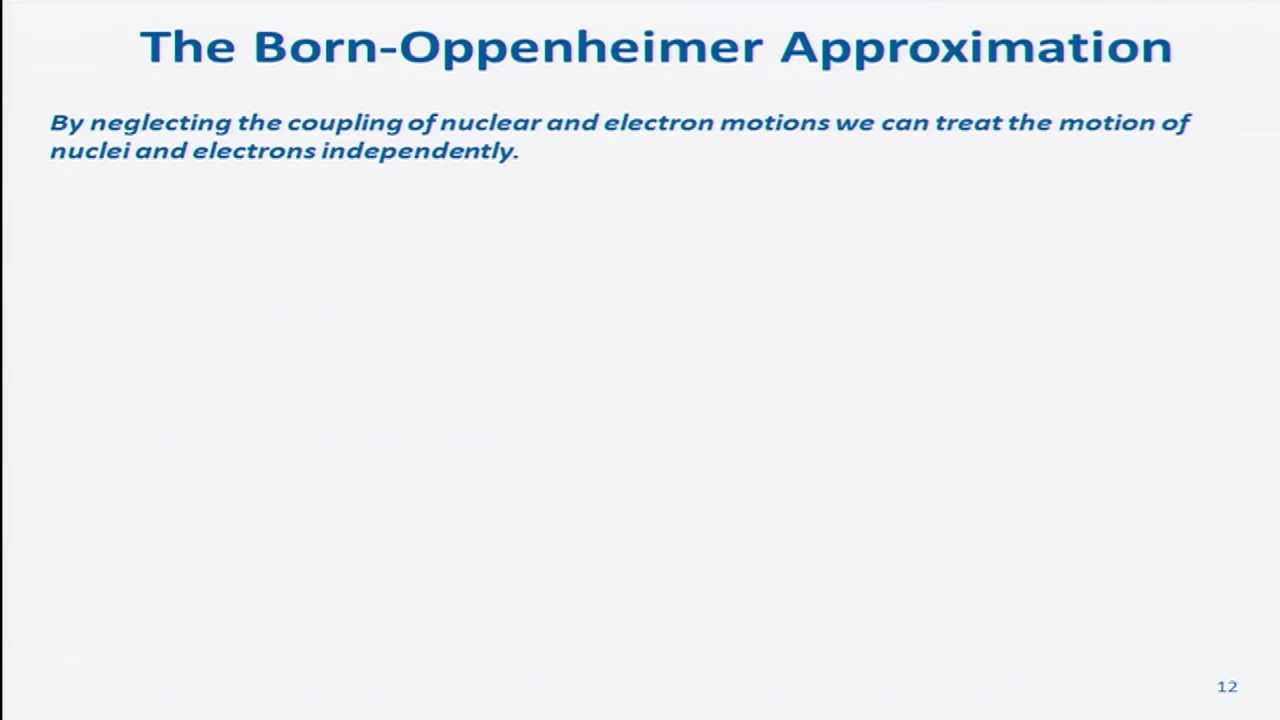 The Born-Oppenheimer Approximation
By neglecting the coupling of nuclear and electron motions we can treat the motion of
nuclei and electrons independently.
12